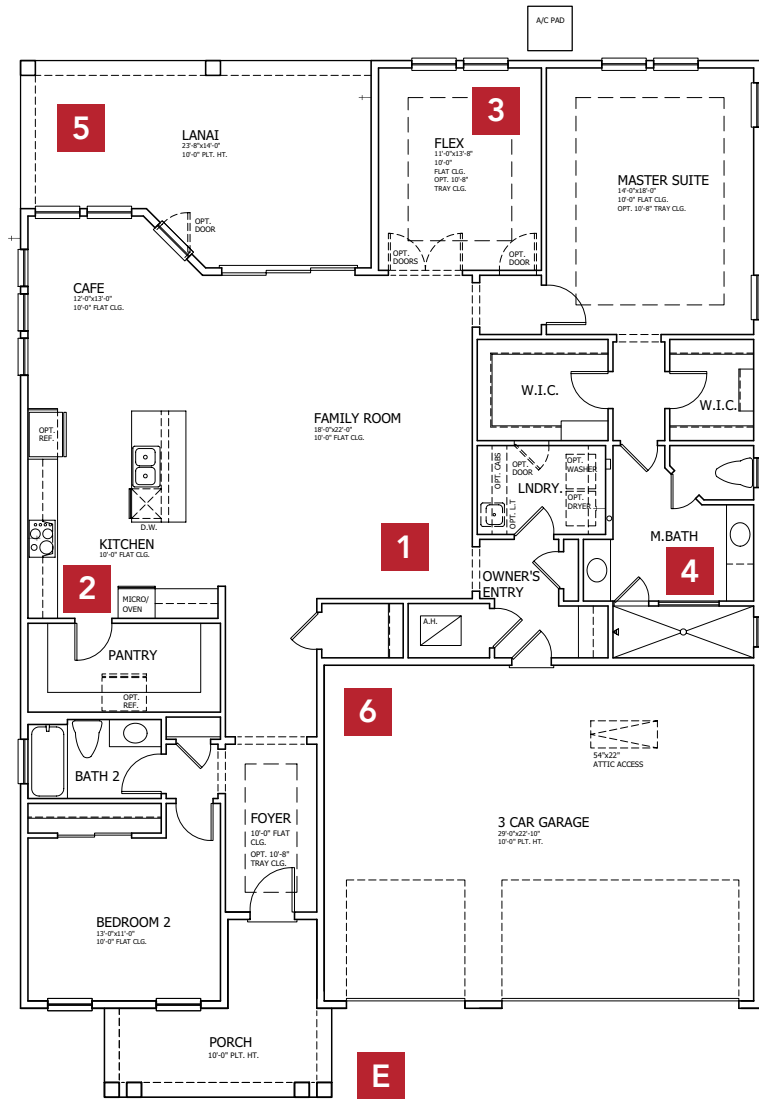 A/C PAD
5
LANAI
23'-8"x14'-0"
10'-0" PLT. HT.
3
FLEX
11'-0"x13'-8"
10'-0"
FLAT CLG.
OPT. 10'-8"
TRAY CLG.
MASTER SUITE
14'-0x18'-0"
10'-0" FLAT CLG.
OPT. 10'-8" TRAY CLG.
OPT.
DOOR
OPT.
DOORS
OPT.
DOOR
CAFE
12'-0"x13'-0"
10'-0" FLAT CLG.
W.I.C.
W.I.C.
FAMILY ROOM
18'-0"x22'-0"
10'-0" FLAT CLG.
OPT.
REF.
OPT. CABS
OPT.
DOOR
OPT.
WASHER
LNDRY.
OPT. L.T
OPT.
DRYER
D.W.
KITCHEN
10'-0" FLAT CLG.
1
M.BATH
4
OWNER'S
ENTRY
2
MICRO/
OVEN
A.H.
PANTRY
OPT.
REF.
6
54"x22"
ATTIC ACCESS
BATH 2
FOYER
10'-0" FLAT
CLG.
OPT. 10'-8"
TRAY CLG.
3 CAR GARAGE
29'-0"x22'-10"
10'-0" PLT. HT.
BEDROOM 2
13'-0"x11'-0"
10'-0" FLAT CLG.
PORCH
10'-0" PLT. HT.
E